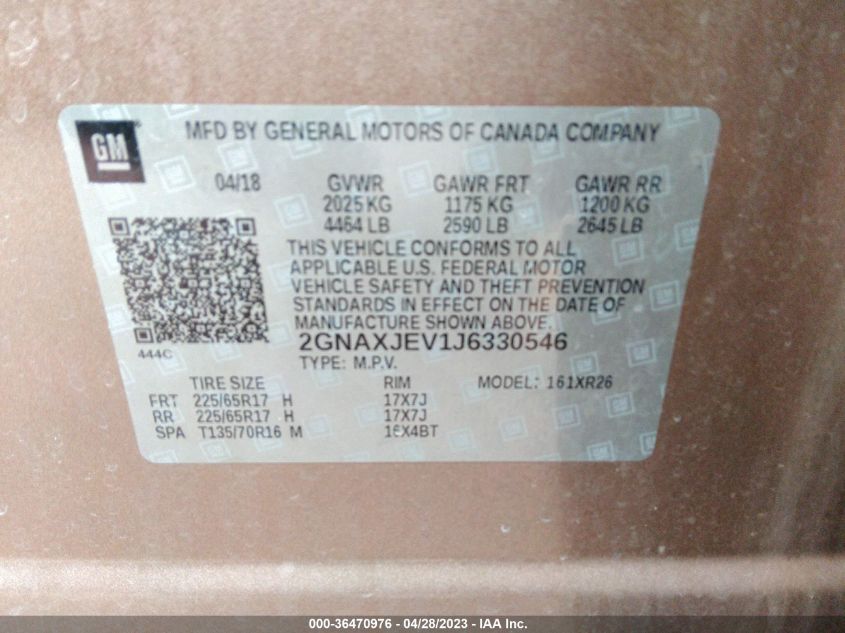 GM
MFD BY GENERAL MOTORS OF CANADA COMPANY
04/18 GVWR GAWR FRT GAWR RR
2025 KG 1175 KG 1200 KG
4464 LB 2590 LB 2645 LB
THIS VEHICLE CONFORMS TO ALL
APPLICABLE U.S. FEDERAL MOTOR
VEHICLE SAFETY AND THEFT PREVENTION
STANDARDS IN EFFECT ON THE DATE OF
MANUFACTURE SHOWN ABOVE.
444C
2GNAXJEV1J6330546
TYPE: M.P.V.
TIRE SIZE RIM MODEL: 161XR26
FRT 225/65R17 H 17X7J
RR 225/65R17 H 17X7J
SPA T135/70R16 M 16X4BT
000-36470976 - 04/28/2023 - IAA Inc.